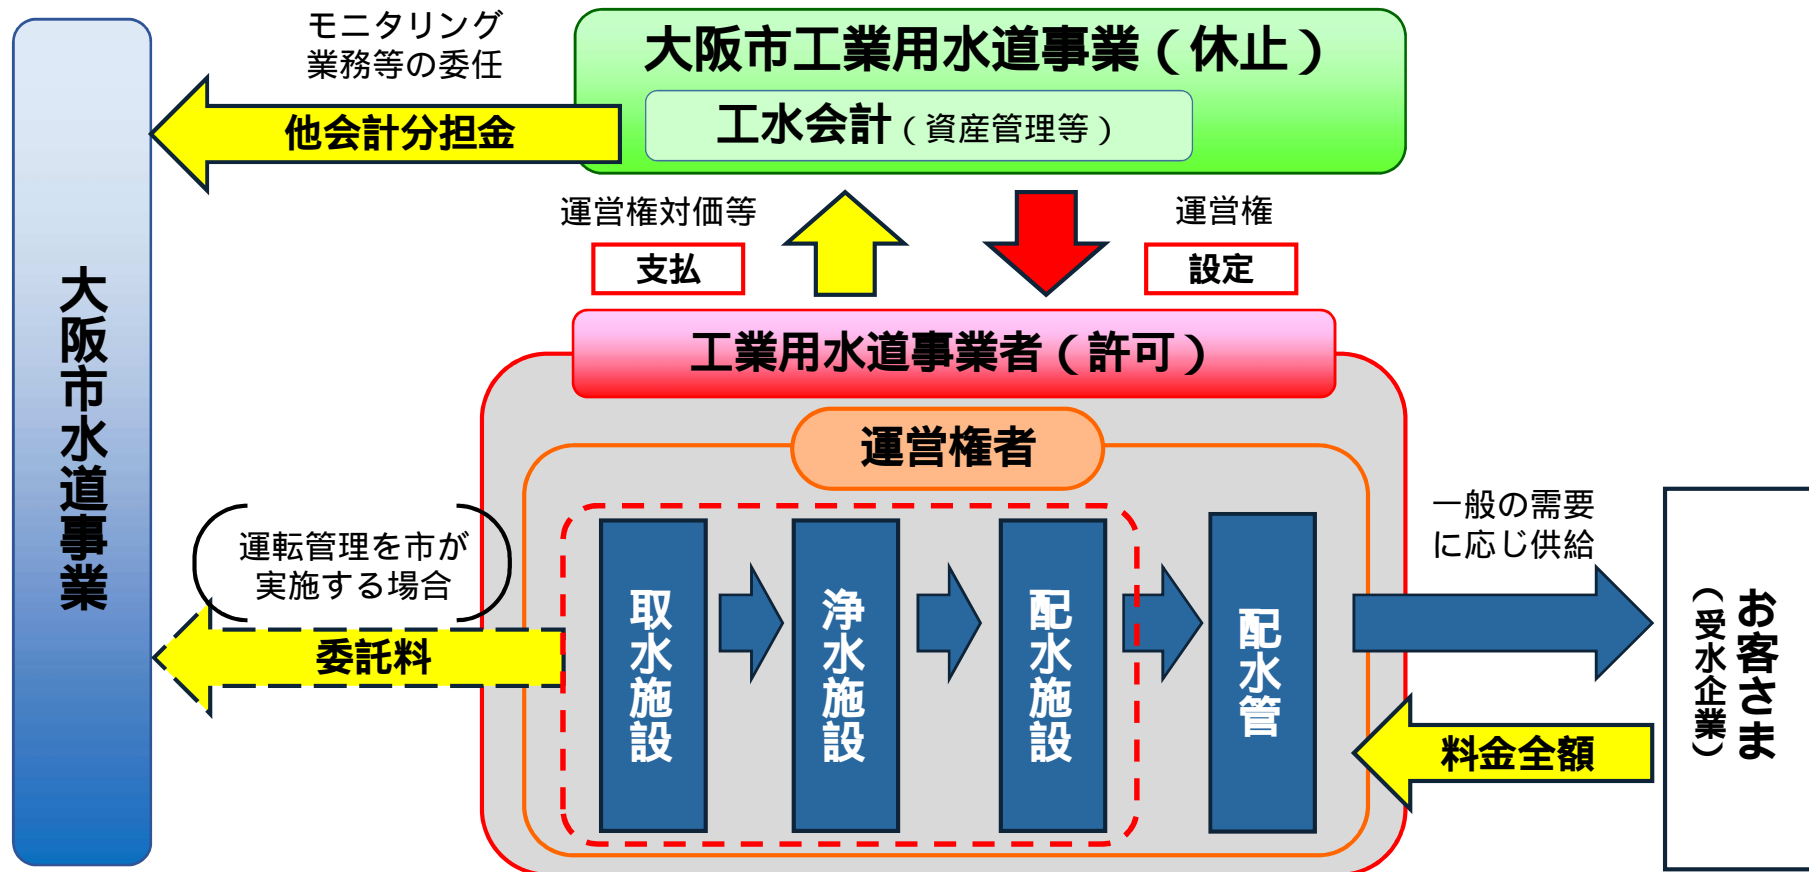 モニタリング
業務等の委任
大阪市工業用水道事業（休止）
工水会計（資産管理等）
他会計分担金
運営権対価等
支払
運営権
設定
大阪市水道事業
工業用水道事業者（許可）
運営権者
運転管理を市が
実施する場合
委託料
取水施設
浄水施設
配水施設
配水管
一般の需要
に応じ供給
料金全額
お客さま
（受水企業）